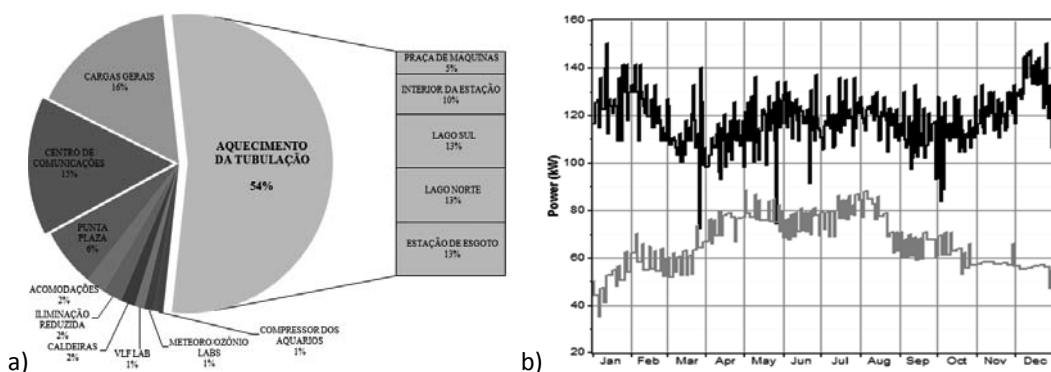 a)
CARGAS GERAIS
16%
CENTRO DE
COMUNICAÇÕES
15%
PUNTA
PLAZA
6%
ACOMODAÇÕES
2%
ILIMINAÇÃO
REDUZIDA
2%
CALDEIRAS
2%
VLF LAB
1%
METEORO/OZÔNIO
LABS
1%
COMPRESSOR DOS
AQUARIOS
1%
AQUECIMENTO
DA TUBULAÇÃO
54%
PRAÇA DE MAQUINAS
5%
INTERIOR DA ESTAÇÃO
10%
LAGO SUL
13%
LAGO NORTE
13%
ESTAÇÃO DE ESGOTO
13%
b)
Power (kW)
160
140
120
100
80
60
40
20
Jan Feb Mar Apr May Jun Jul Aug Sep Oct Nov Dec